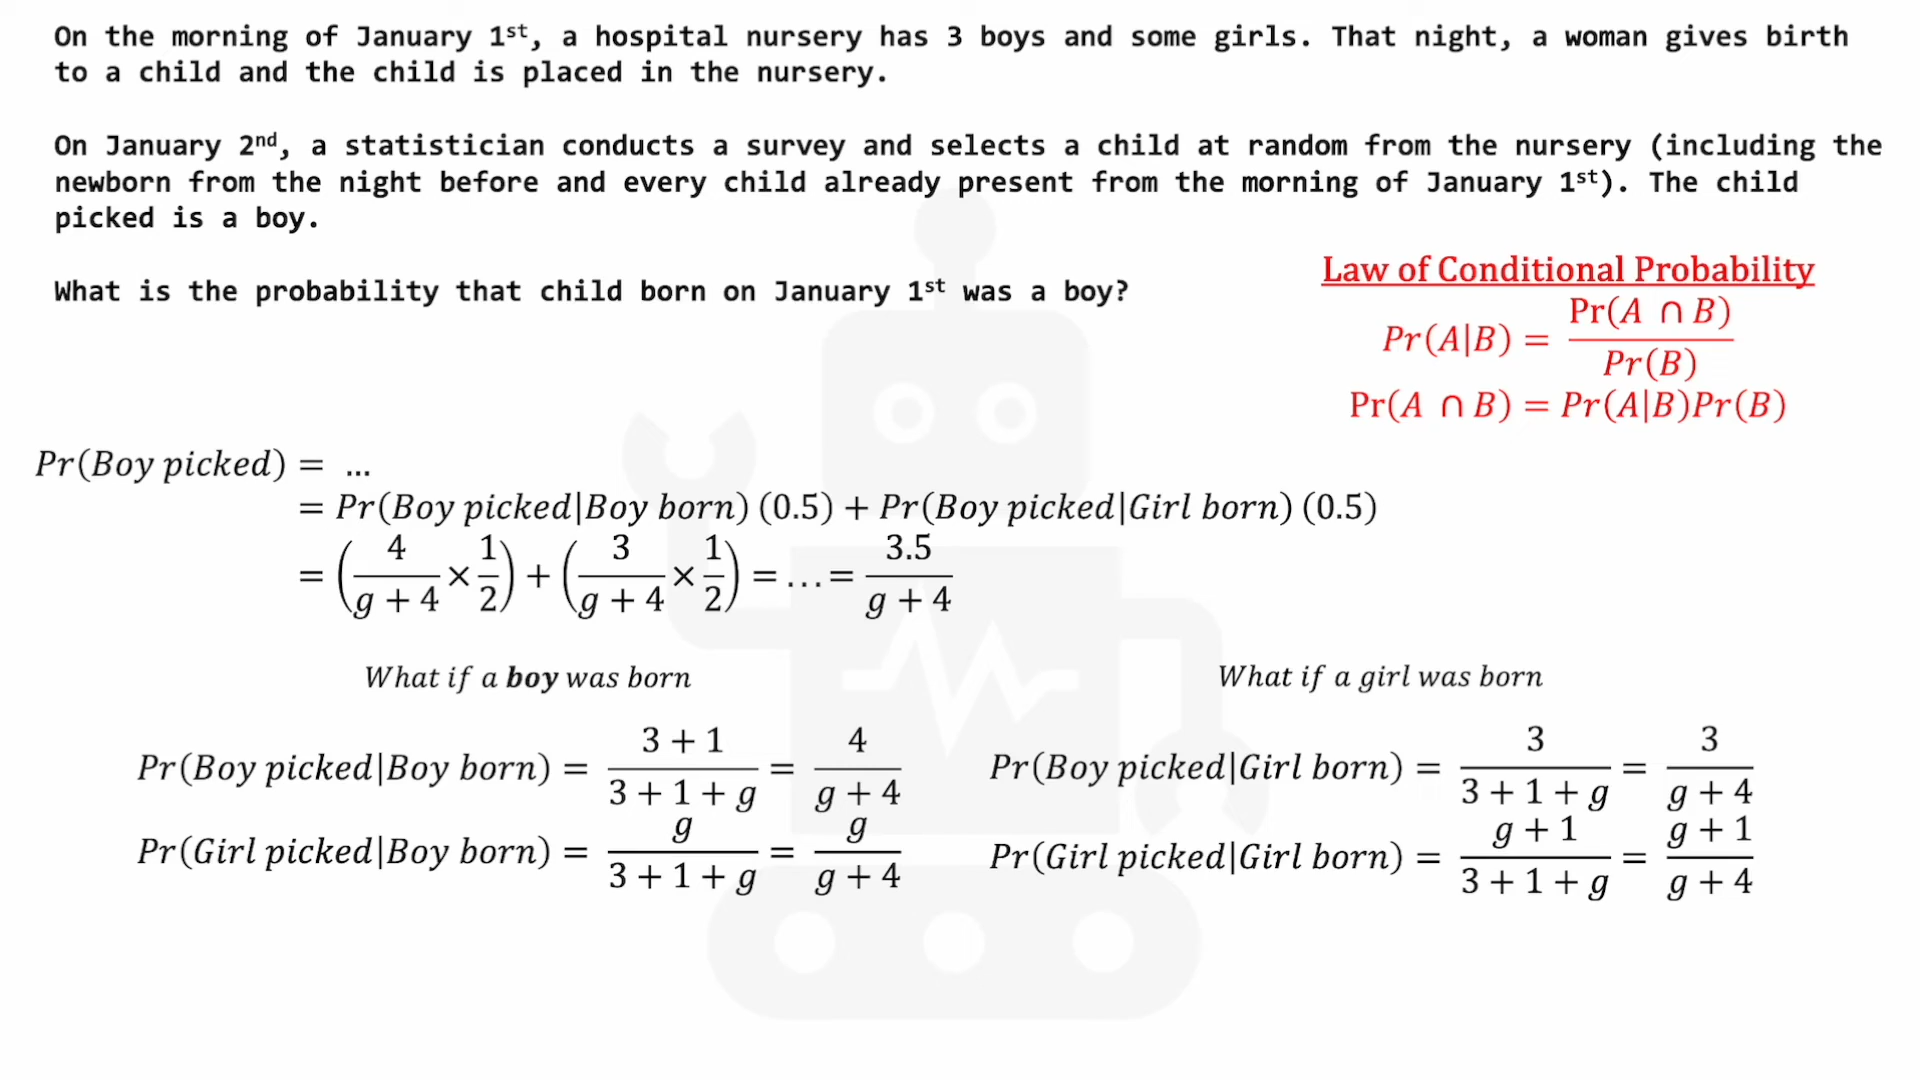 On the morning of January 1st, a hospital nursery has 3 boys and some girls. That night, a woman gives birth
to a child and the child is placed in the nursery.
On January 2nd, a statistician conducts a survey and selects a child at random from the nursery (including the
newborn from the night before and every child already present from the morning of January 1st). The child
picked is a boy.
What is the probability that child born on January 1st was a boy?
Law of Conditional Probability
Pr(A|B) = Pr(A ∩ B) / Pr(B)
Pr(A ∩ B) = Pr(A|B)Pr(B)
Pr(Boy picked) = ...
= Pr(Boy picked|Boy born) (0.5) + Pr(Boy picked|Girl born) (0.5)
= (4 / g + 4 × 1 / 2) + (3 / g + 4 × 1 / 2) = ... = 3.5 / g + 4
What if a boy was born
Pr(Boy picked|Boy born) = 3 + 1 / 3 + 1 + g = 4 / g + 4
Pr(Girl picked|Boy born) = g / 3 + 1 + g = g / g + 4
What if a girl was born
Pr(Boy picked|Girl born) = 3 / 3 + 1 + g = 3 / g + 4
Pr(Girl picked|Girl born) = g + 1 / 3 + 1 + g = g + 1 / g + 4